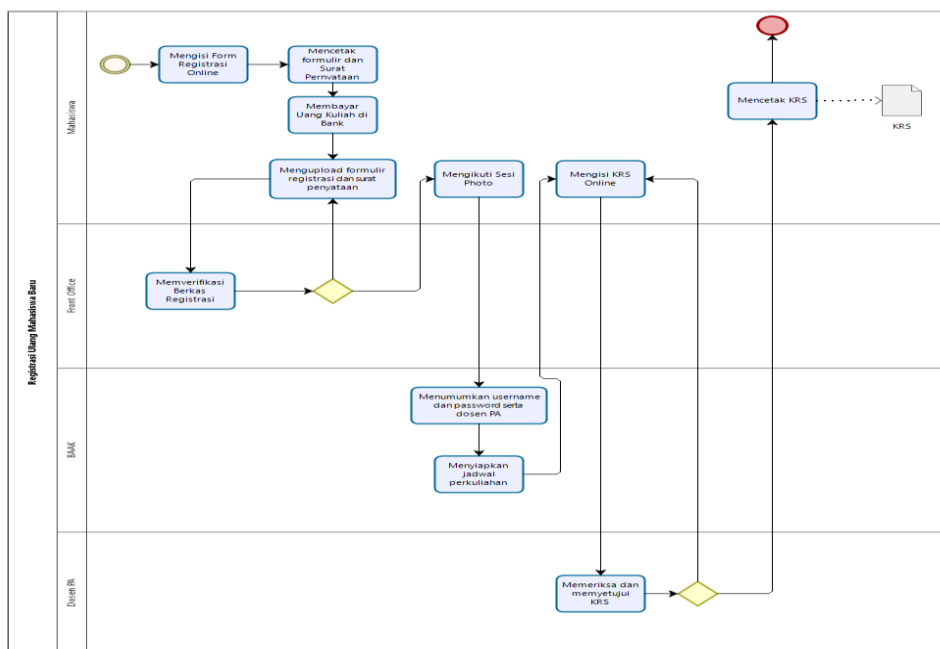 Registrasi Ulang Mahasiswa Baru
Mahasiswa
Mengisi Form
Registrasi
Online
Mencetak
formulir dan
Surat
Pernyataan
Membayar
Uang Kuliah di
Bank
Mengupload formulir
registrasi dan surat
penyataan
Mengikuti Sesi
Photo
Mengisi KRS
Online
Mencetak KRS
KRS
Front Office
Memverifikasi
Berkas
Registrasi
BAAK
Menumumkan username
dan password serta
dosen PA
Menyiapkan
jadwal
perkuliahan
Dosen PA
Memeriksa dan
memyetujui
KRS